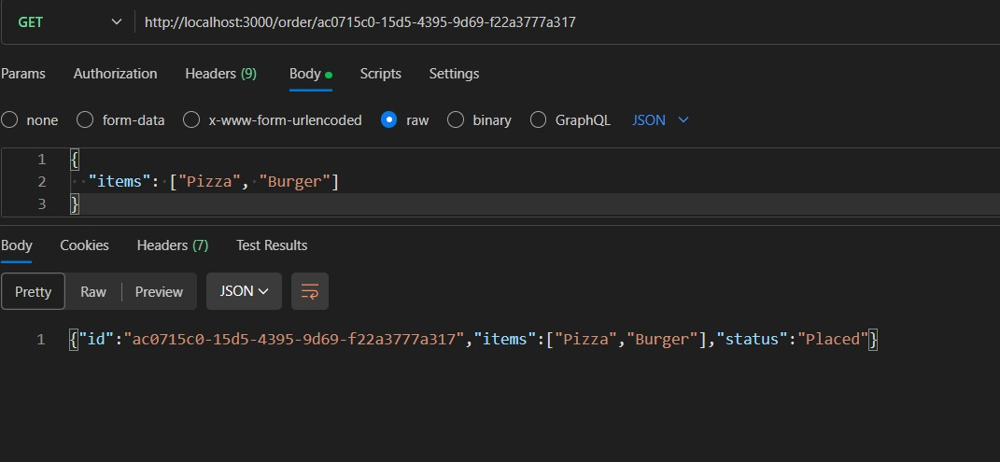 GET http://localhost:3000/order/ac0715c0-15d5-4395-9d69-f22a3777a317
Params Authorization Headers (9) Body Scripts Settings
none form-data x-www-form-urlencoded raw binary GraphQL JSON
1 {
2 "items": ["Pizza", "Burger"]
3 }
Body Cookies Headers (7) Test Results
Pretty Raw Preview JSON
1 {"id":"ac0715c0-15d5-4395-9d69-f22a3777a317","items":["Pizza","Burger"],"status":"Placed"}